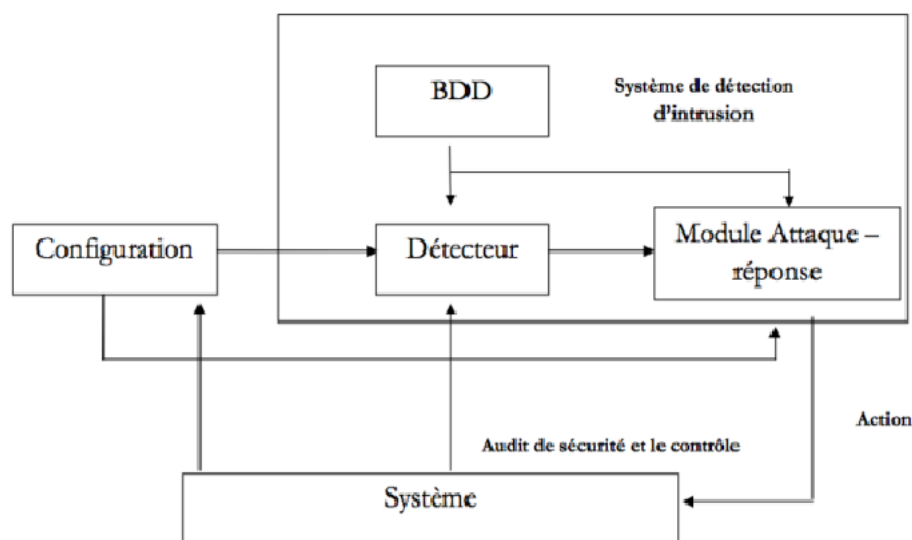 BDD
Système de détection
d'intrusion
Configuration
Détecteur
Module Attaque –
réponse
Action
Audit de sécurité et le contrôle
Système